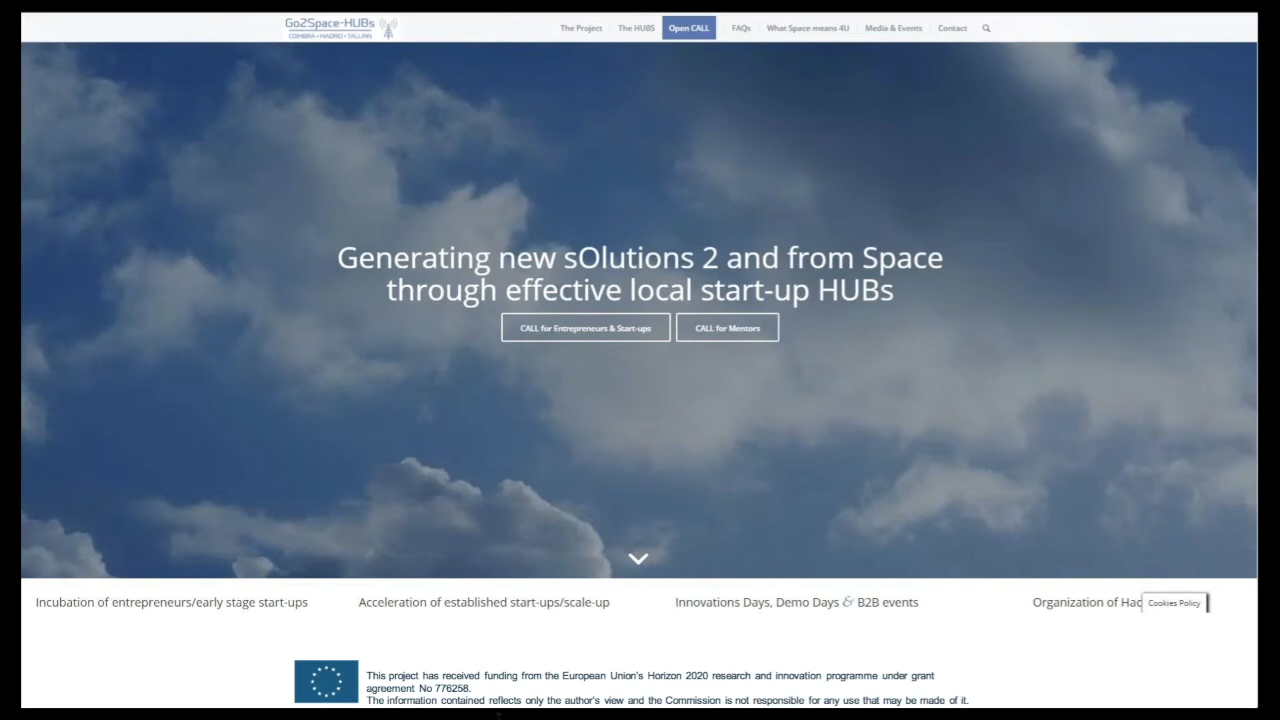 Go2Space-HUBs
COIMBRA • MADRID • TALLINN
The Project
The HUBS
Open CALL
FAQs
What Space means 4U
Media & Events
Contact
Generating new sOlutions 2 and from Space
through effective local start-up HUBs
CALL for Entrepreneurs & Start-ups
CALL for Mentors
Incubation of entrepreneurs/early stage start-ups
Acceleration of established start-ups/scale-up
Innovations Days, Demo Days & B2B events
Organization of Hac
Cookies Policy
This project has received funding from the European Union's Horizon 2020 research and innovation programme under grant
agreement No 776258.
The information contained reflects only the author's view and the Commission is not responsible for any use that may be made of it.